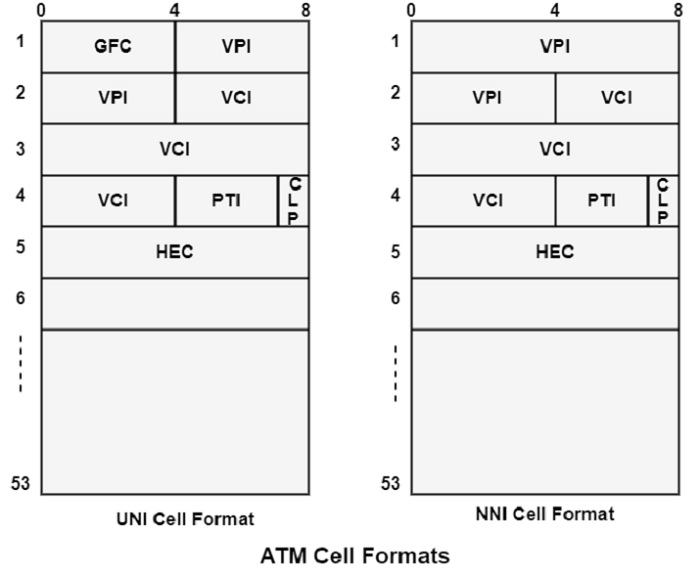 0 4 8 0 4 8
1 GFC VPI 1 VPI
2 VPI VCI 2 VPI VCI
3 VCI 3 VCI
4 VCI PTI CLP 4 VCI PTI CLP
5 HEC 5 HEC
6 6
53 53
UNI Cell Format NNI Cell Format
ATM Cell Formats